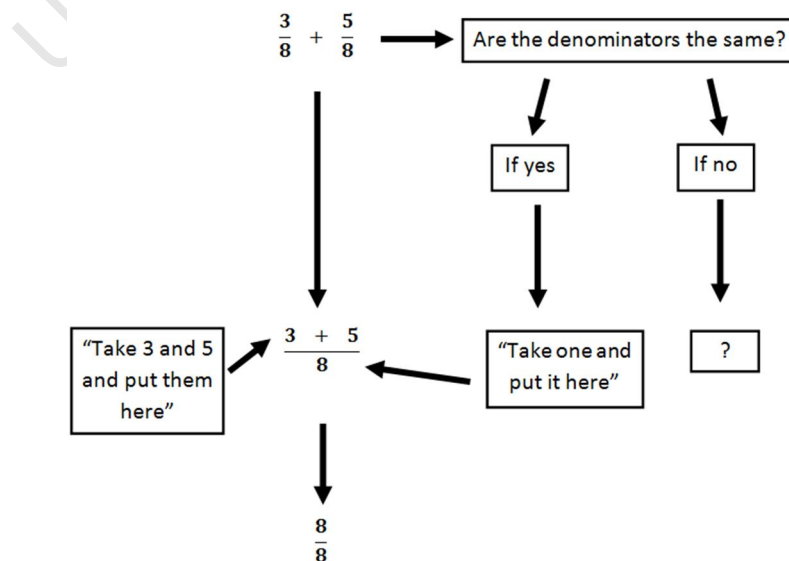 3/8 + 5/8
Are the denominators the same?
If yes
If no
"Take 3 and 5
and put them
here"
3 + 5
8
"Take one and
put it here"
?
8/8